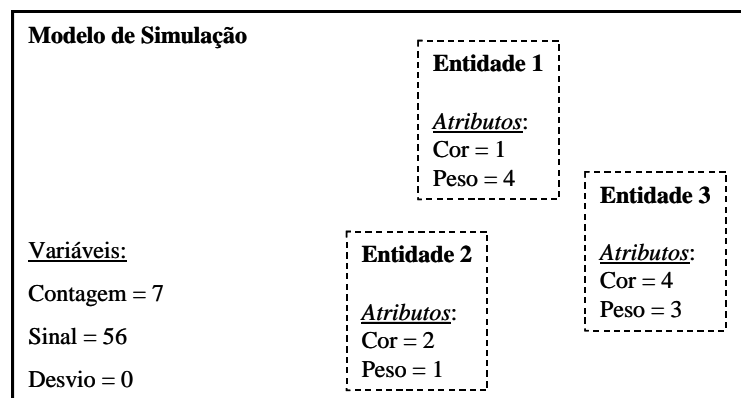 Modelo de Simulação
Entidade 1
Atributos:
Cor = 1
Peso = 4
Entidade 3
Atributos:
Cor = 4
Peso = 3
Variáveis:
Contagem = 7
Sinal = 56
Desvio = 0
Entidade 2
Atributos:
Cor = 2
Peso = 1